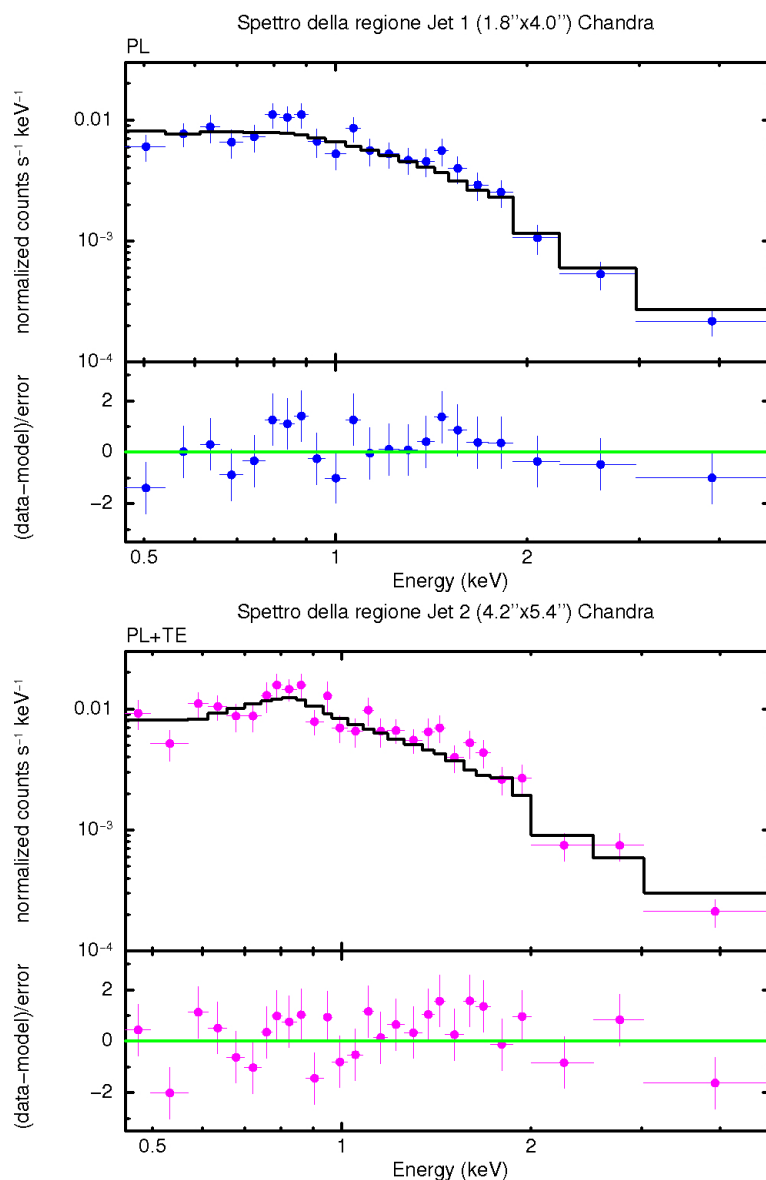 Spettro della regione Jet 1 (1.8’’x4.0’’) Chandra
PL
normalized counts s⁻¹ keV⁻¹
0.01
10⁻³
10⁻⁴
(data−model)/error
2
0
−2
0.5 1 2
Energy (keV)
Spettro della regione Jet 2 (4.2’’x5.4’’) Chandra
PL+TE
normalized counts s⁻¹ keV⁻¹
0.01
10⁻³
10⁻⁴
(data−model)/error
2
0
−2
0.5 1 2
Energy (keV)